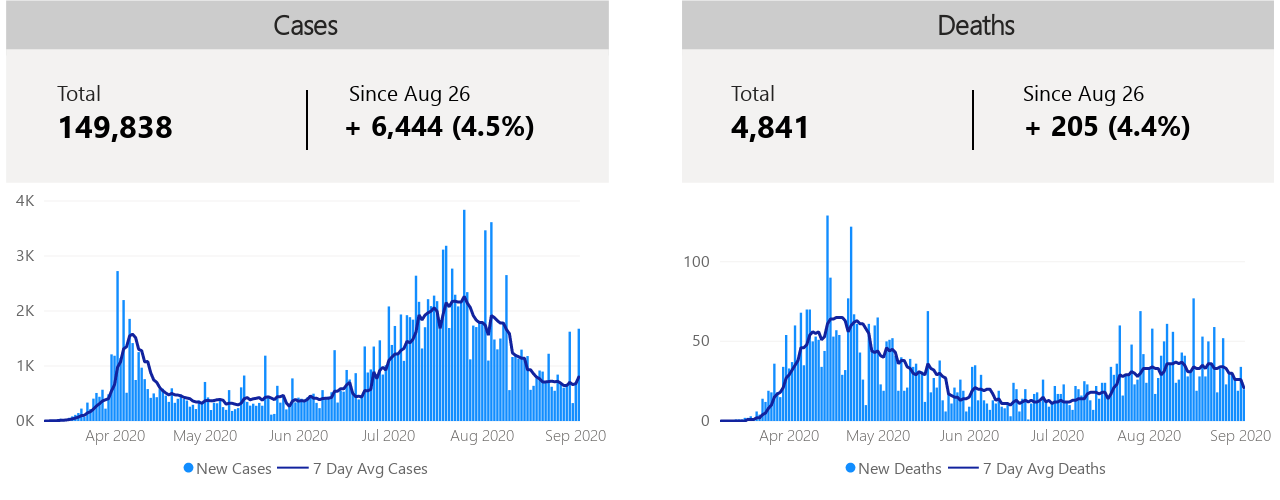 Cases
Total
Since Aug 26
149,838
+ 6,444 (4.5%)
4K
3K
2K
1K
0K
Apr 2020 May 2020 Jun 2020 Jul 2020 Aug 2020 Sep 2020
New Cases 7 Day Avg Cases
Deaths
Total
Since Aug 26
4,841
+ 205 (4.4%)
100
50
0
Apr 2020 May 2020 Jun 2020 Jul 2020 Aug 2020 Sep 2020
New Deaths 7 Day Avg Deaths